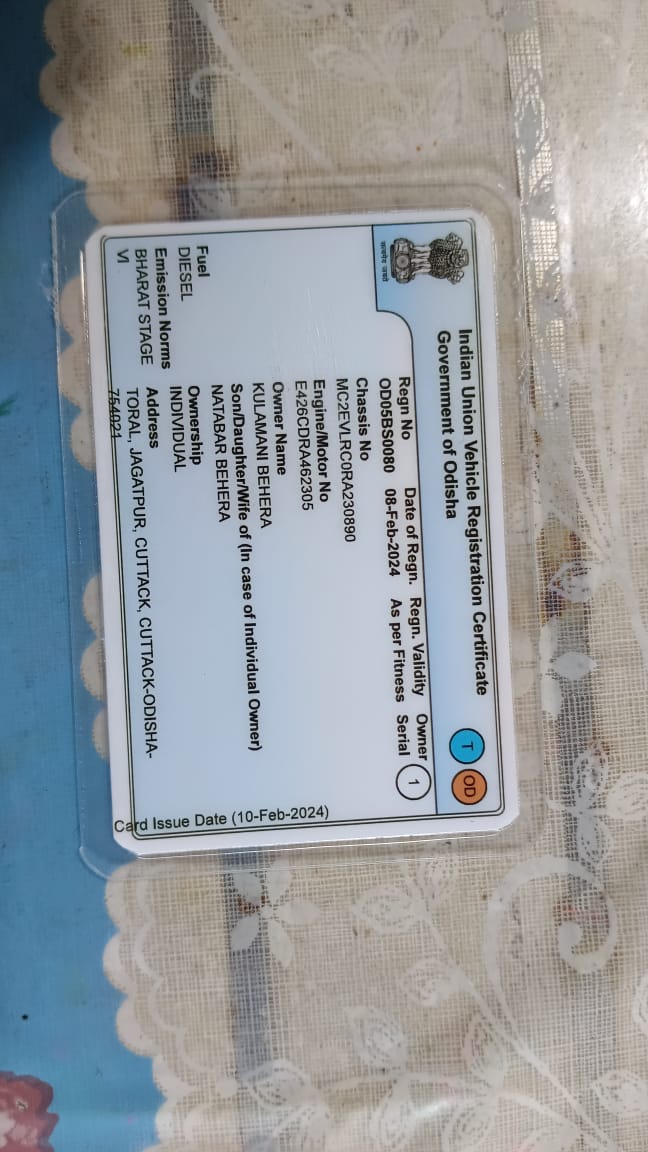 Indian Union Vehicle Registration Certificate
Government of Odisha
T OD
सत्यमेव जयते
Regn No Date of Regn. Regn. Validity Owner
OD05BS0080 08-Feb-2024 As per Fitness Serial 1
Chassis No
MC2EVLRC0RA230890
Engine/Motor No
E426CDRA462305
Owner Name
KULAMANI BEHERA
Son/Daughter/Wife of (In case of Individual Owner)
NATABAR BEHERA
Fuel
DIESEL
Ownership
INDIVIDUAL
Emission Norms
BHARAT STAGE
VI
Address
TORAL, JAGATPUR, CUTTACK, CUTTACK-ODISHA-
754021
Card Issue Date (10-Feb-2024)